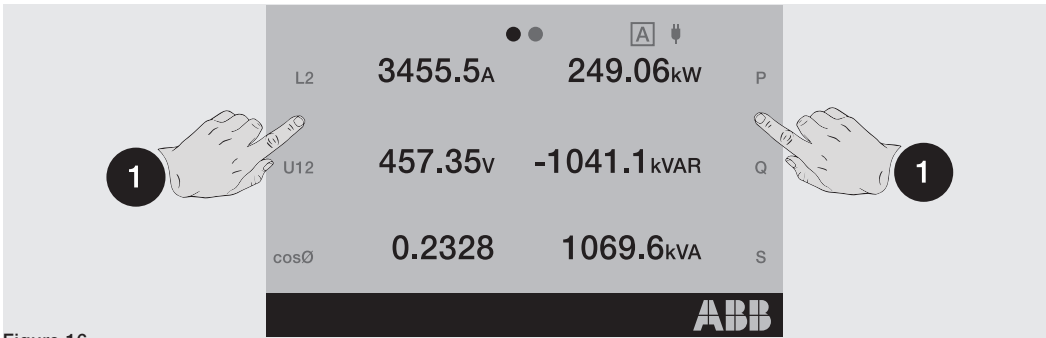 A
L2 3455.5A 249.06kW P
1 1
U12 457.35V -1041.1kVAR Q
cosØ 0.2328 1069.6kVA S
ABB